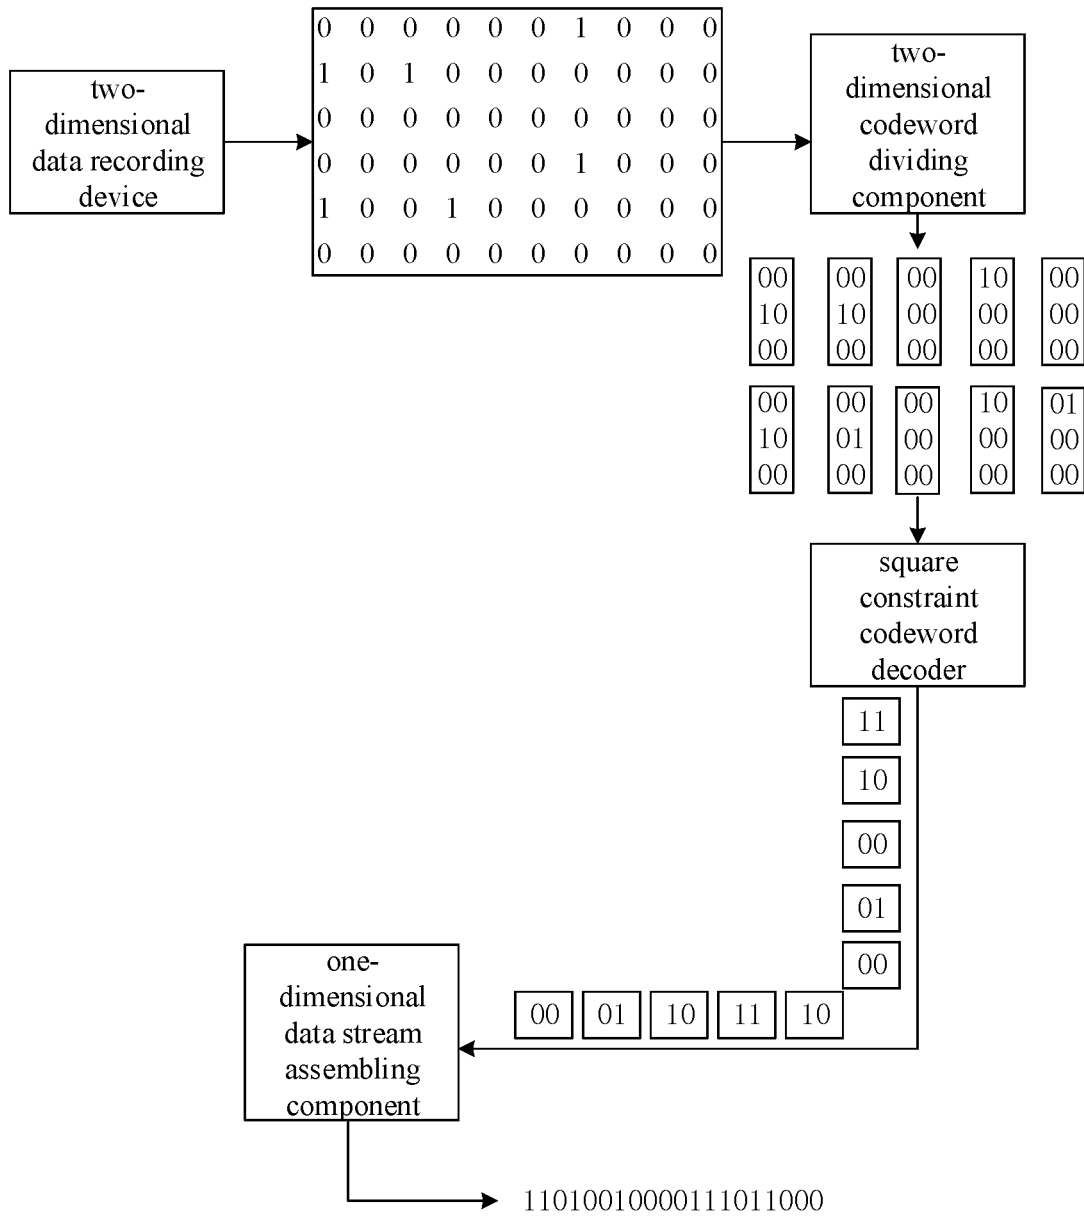 two-
dimensional
data recording
device
0 0 0 0 0 0 1 0 0 0
1 0 1 0 0 0 0 0 0 0
0 0 0 0 0 0 0 0 0 0
0 0 0 0 0 0 1 0 0 0
1 0 0 1 0 0 0 0 0 0
0 0 0 0 0 0 0 0 0 0
two-
dimensional
codeword
dividing
component
00 00 00 10 00
10 10 00 00 00
00 00 00 00 00
00 00 00 10 01
10 01 00 00 00
00 00 00 00 00
square
constraint
codeword
decoder
11
10
00
01
00
00 01 10 11 10
one-
dimensional
data stream
assembling
component
11010010000111011000